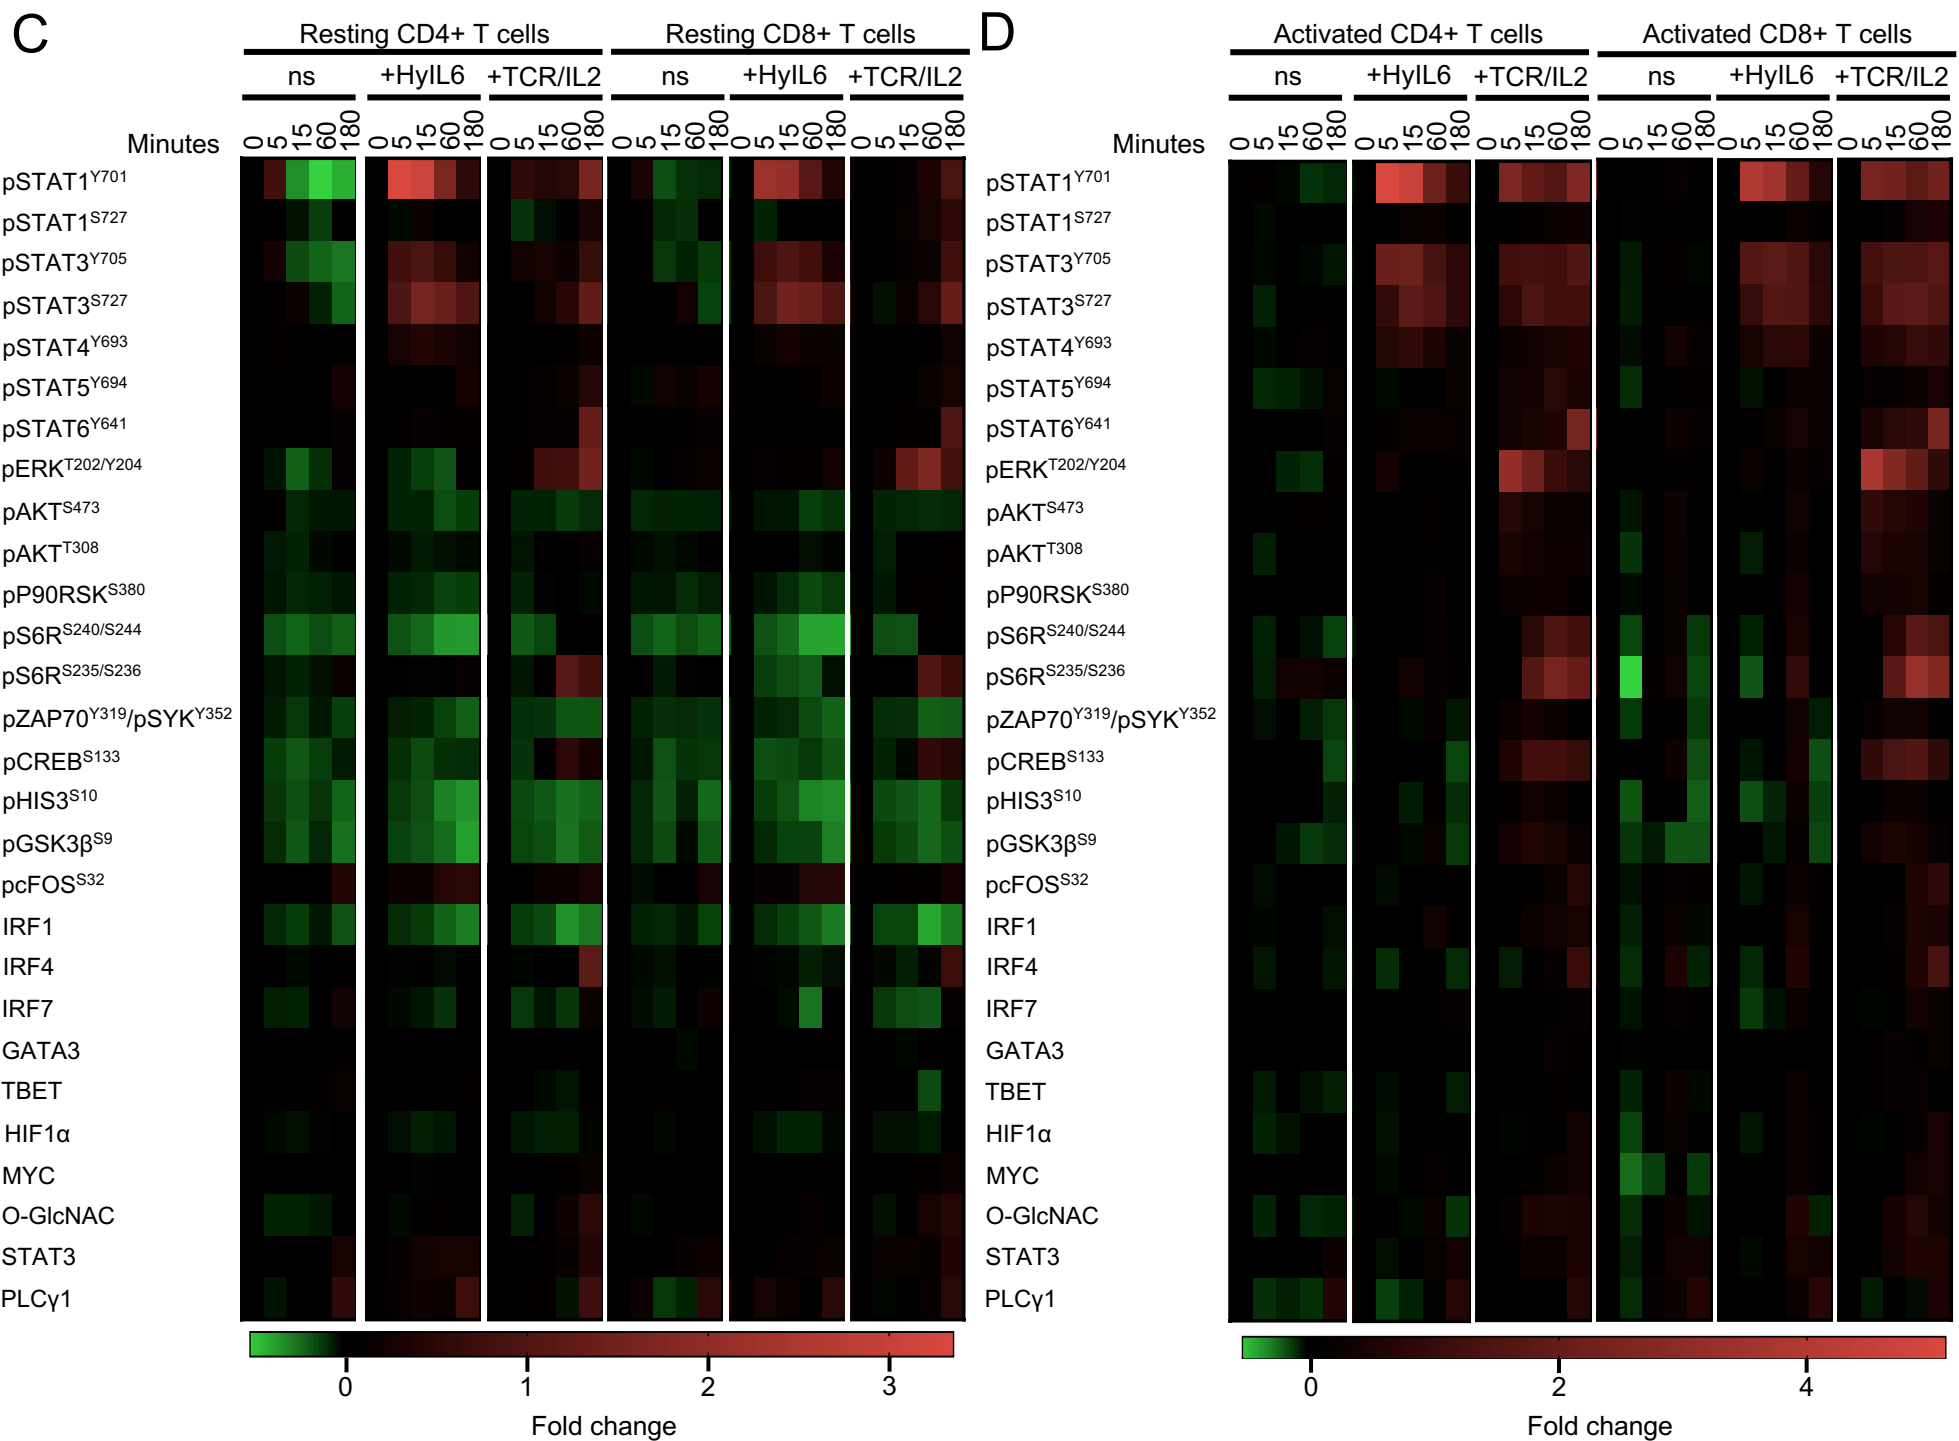 C
Resting CD4+ T cells
Resting CD8+ T cells
ns
+HyIL6
+TCR/IL2
ns
+HyIL6
+TCR/IL2
Minutes
0 5 15 60 180
0 5 15 60 180
0 5 15 60 180
0 5 15 60 180
0 5 15 60 180
0 5 15 60 180
pSTAT1Y701
pSTAT1S727
pSTAT3Y705
pSTAT3S727
pSTAT4Y693
pSTAT5Y694
pSTAT6Y641
pERKT202/Y204
pAKTS473
pAKTT308
pP90RSKS380
pS6RS240/S244
pS6RS235/S236
pZAP70Y319/pSYKY352
pCREBS133
pHIS3S10
pGSK3βS9
pcFOSS32
IRF1
IRF4
IRF7
GATA3
TBET
HIF1α
MYC
O-GlcNAC
STAT3
PLCγ1
0 1 2 3
Fold change
D
Activated CD4+ T cells
Activated CD8+ T cells
ns
+HyIL6
+TCR/IL2
ns
+HyIL6
+TCR/IL2
Minutes
0 5 15 60 180
0 5 15 60 180
0 5 15 60 180
0 5 15 60 180
0 5 15 60 180
0 5 15 60 180
pSTAT1Y701
pSTAT1S727
pSTAT3Y705
pSTAT3S727
pSTAT4Y693
pSTAT5Y694
pSTAT6Y641
pERKT202/Y204
pAKTS473
pAKTT308
pP90RSKS380
pS6RS240/S244
pS6RS235/S236
pZAP70Y319/pSYKY352
pCREBS133
pHIS3S10
pGSK3βS9
pcFOSS32
IRF1
IRF4
IRF7
GATA3
TBET
HIF1α
MYC
O-GlcNAC
STAT3
PLCγ1
0 2 4
Fold change